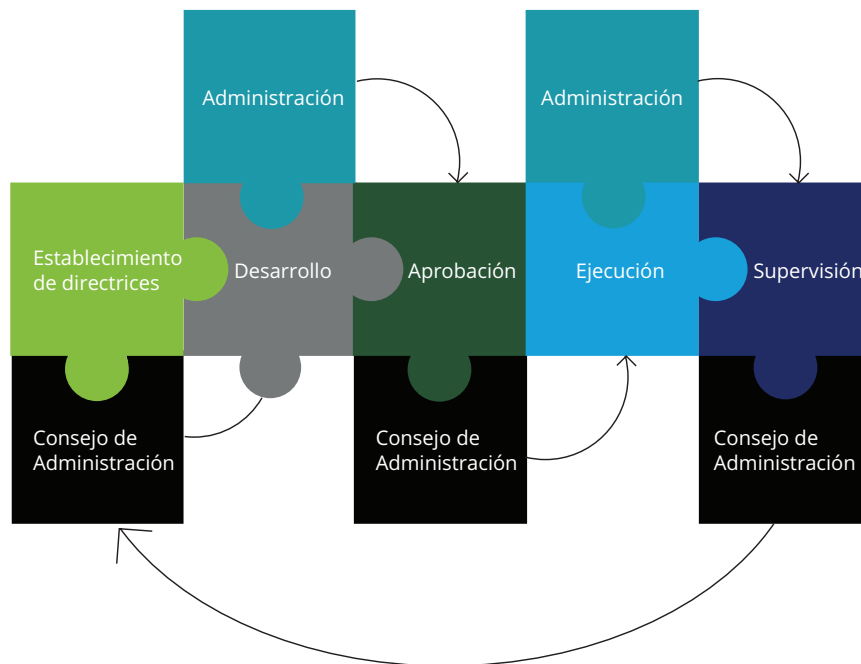 Administración
Administración
Establecimiento
de directrices
Desarrollo
Aprobación
Ejecución
Supervisión
Consejo de
Administración
Consejo de
Administración
Consejo de
Administración